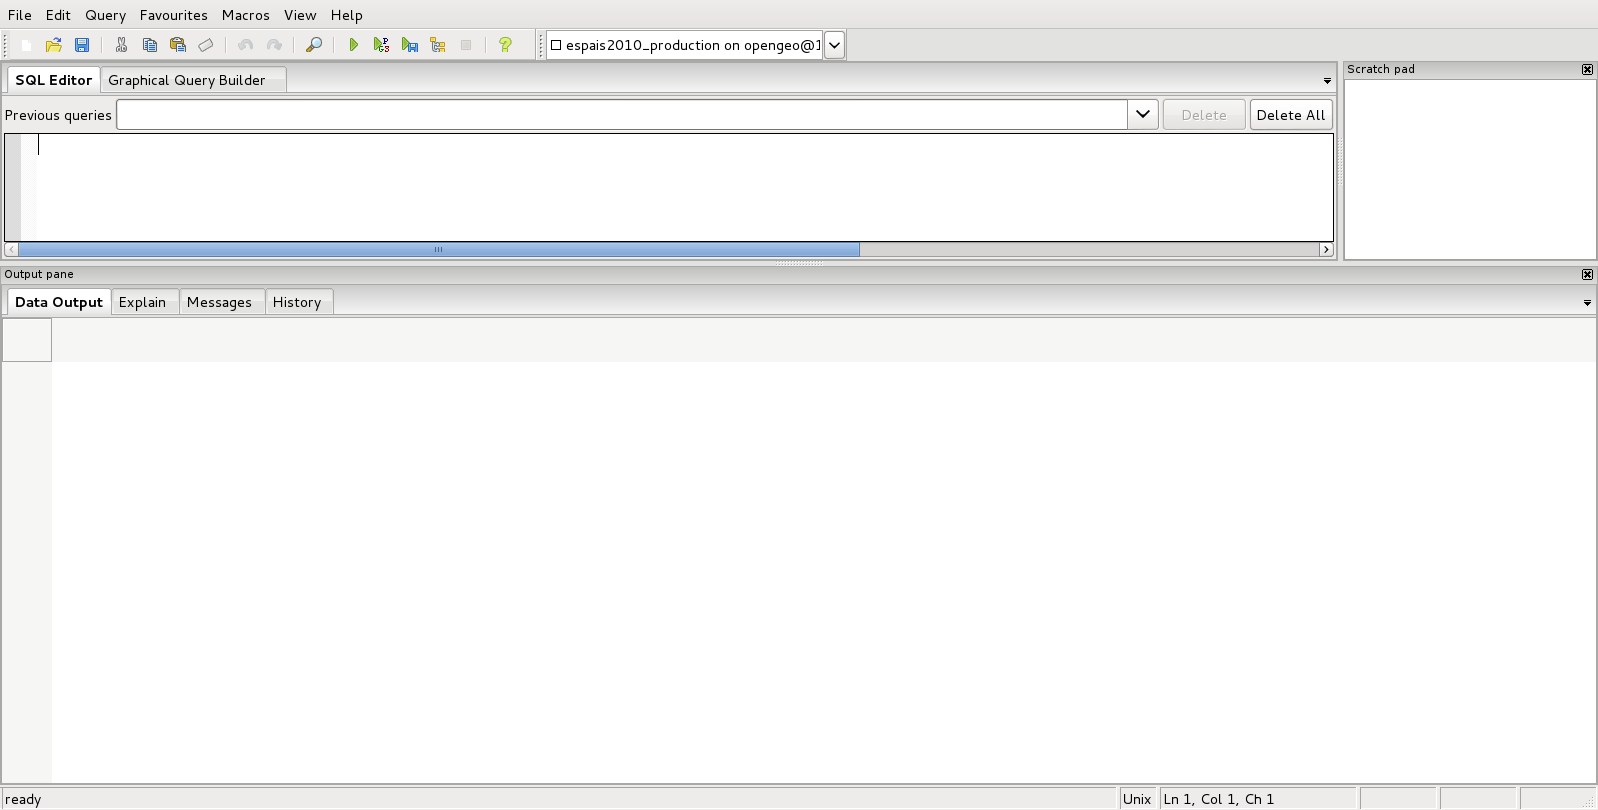 File Edit Query Favourites Macros View Help
espais2010_production on opengeo@1
SQL Editor Graphical Query Builder
Scratch pad
Previous queries Delete Delete All
Output pane
Data Output Explain Messages History
ready Unix Ln 1, Col 1, Ch 1